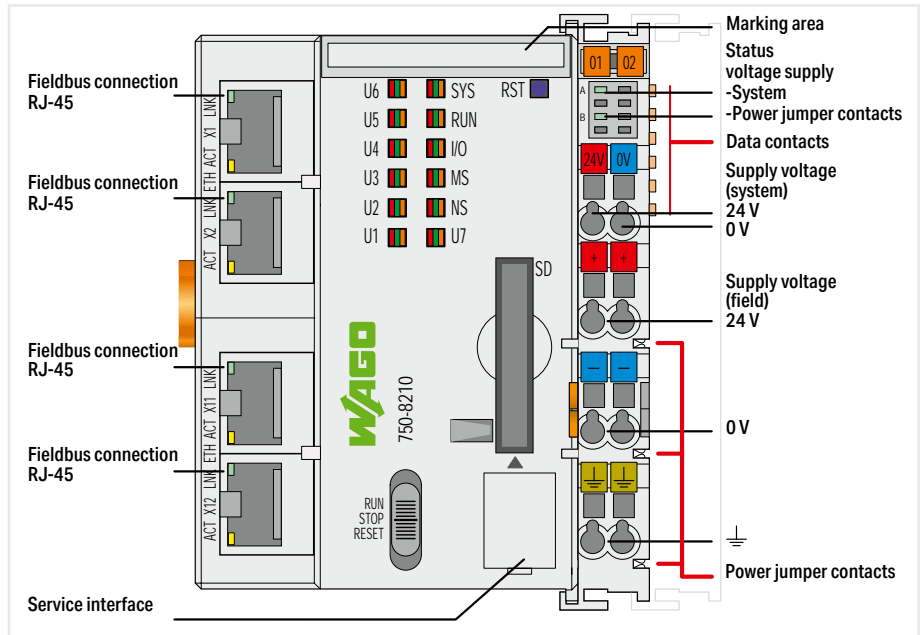 Marking area
Status
voltage supply
-System
-Power jumper contacts
Data contacts
Supply voltage
(system)
24 V
0 V
Supply voltage
(field)
24 V
0 V
Power jumper contacts
Fieldbus connection
RJ-45
Fieldbus connection
RJ-45
Fieldbus connection
RJ-45
Fieldbus connection
RJ-45
Service interface
LNK
ACT X1
ETH
LNK
X2
ACT
LNK
ACT X11
ETH
LNK
ACT X12
U6 SYS RST
U5 RUN
U4 I/O
U3 MS
U2 NS
U1 U7
SD
WAGO
750-8210
RUN
STOP
RESET
01 02
A
B
24V 0V
+ +
— —